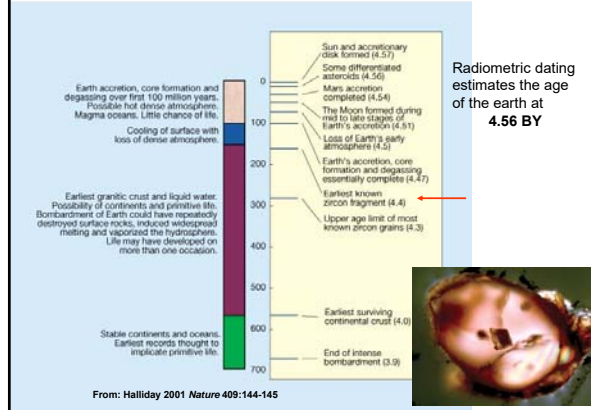 Earth accretion, core formation and
degassing over first 100 million years.
Possible hot dense atmosphere.
Magma oceans. Little chance of life.
Cooling of surface with
loss of dense atmosphere.
Earliest granitic crust and liquid water.
Possibility of continents and primitive life.
Bombardment of Earth could have repeatedly
destroyed surface rocks, induced widespread
melting and vaporized the hydrosphere.
Life may have developed on
more than one occasion.
Stable continents and oceans.
Earliest records thought to
implicate primitive life.
0
100
200
300
400
500
600
700
Sun and accretionary
disk formed (4.57)
Some differentiated
asteroids (4.56)
Mars accretion
completed (4.54)
The Moon formed during
mid to late stages of
Earth's accretion (4.51)
Loss of Earth's early
atmosphere (4.5)
Earth's accretion, core
formation and degassing
essentially complete (4.47)
Earliest known
zircon fragment (4.4)
Upper age limit of most
known zircon grains (4.3)
Earliest surviving
continental crust (4.0)
End of intense
bombardment (3.9)
Radiometric dating
estimates the age
of the earth at
4.56 BY
From: Halliday 2001 Nature 409:144-145